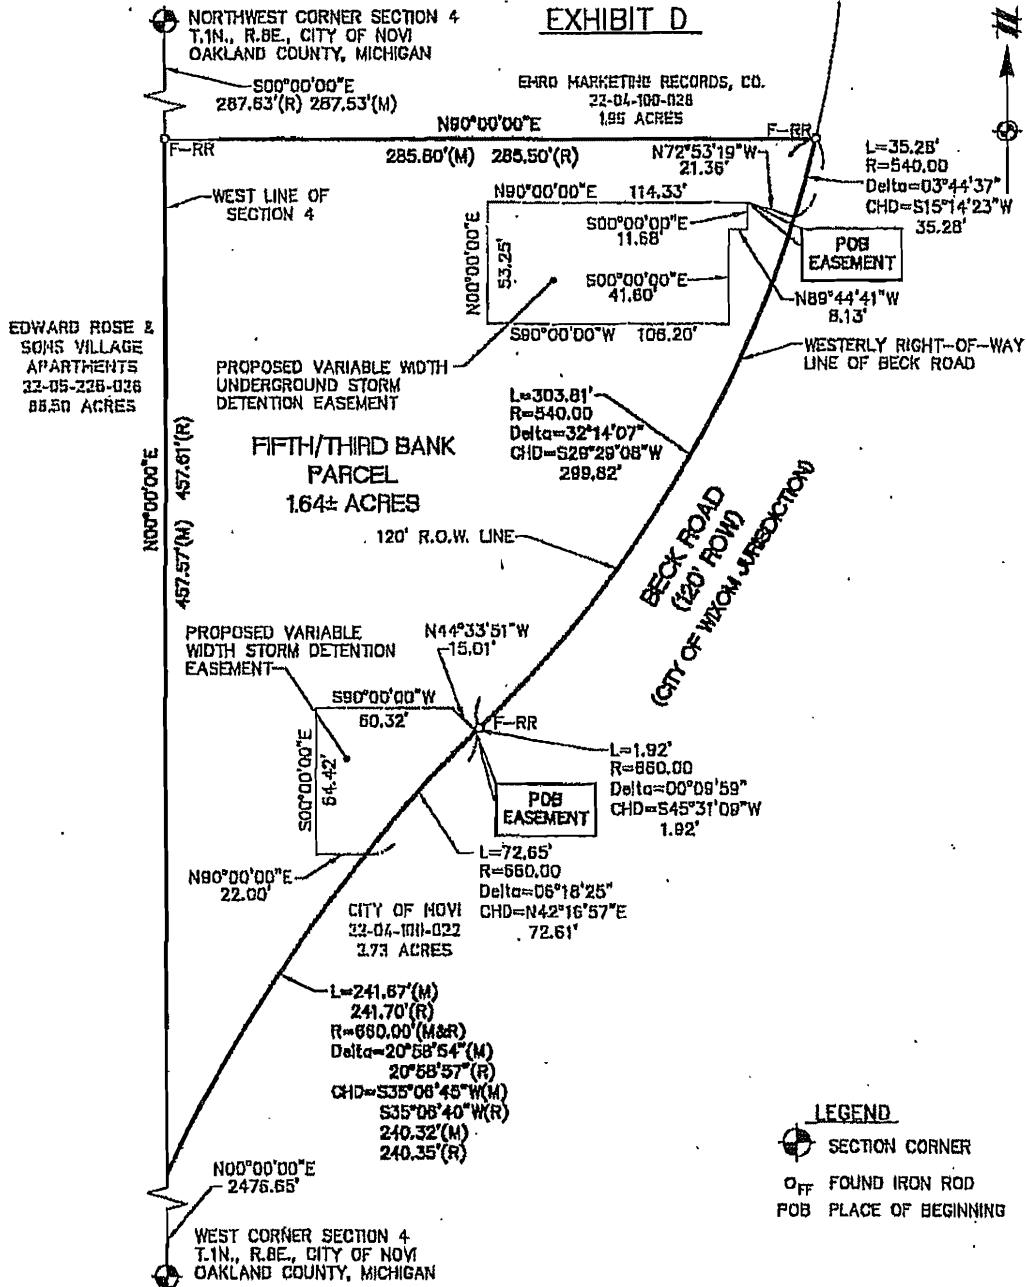 EXHIBIT D
NORTHWEST CORNER SECTION 4
T.1N., R.8E., CITY OF NOVI
OAKLAND COUNTY, MICHIGAN
S00°00'00"E
287.53'(R) 287.53'(M)
EHRO MARKETING RECORDS, CO.
22-04-100-028
1.95 ACRES
N90°00'00"E
285.60'(M) 285.50'(R)
F-RR
F-RR
WEST LINE OF
SECTION 4
N72°53'19"W
21.36'
L=35.28'
R=540.00
Delta=03°44'37"
CHD=S15°14'23"W
35.28'
N90°00'00"E 114.33'
S00°00'00"E
11.68'
N00°00'00"E
53.25'
S00°00'00"E
41.60'
POB
EASEMENT
N89°44'41"W
8.13'
S90°00'00"W 106.20'
EDWARD ROSE &
SONS VILLAGE
APARTMENTS
22-05-226-028
88.50 ACRES
PROPOSED VARIABLE WIDTH
UNDERGROUND STORM
DETENTION EASEMENT
WESTERLY RIGHT-OF-WAY
LINE OF BECK ROAD
L=303.81'
R=540.00
Delta=32°14'07"
CHD=S29°29'08"W
299.82'
FIFTH/THIRD BANK
PARCEL
1.64± ACRES
N00°00'00"E
457.57'(M) 457.61'(R)
120' R.O.W. LINE
BECK ROAD
(120' ROW)
(CITY OF WIXOM JURISDICTION)
PROPOSED VARIABLE
WIDTH STORM DETENTION
EASEMENT
N44°33'51"W
15.01'
S90°00'00"W
60.32'
F-RR
S00°00'00"E
64.42'
L=1.92'
R=660.00
Delta=00°09'59"
CHD=S45°31'09"W
1.92'
POB
EASEMENT
N90°00'00"E
22.00'
L=72.65'
R=660.00
Delta=06°18'25"
CHD=N42°16'57"E
72.61'
CITY OF NOVI
22-04-100-022
2.73 ACRES
L=241.67'(M)
241.70'(R)
R=660.00'(M&R)
Delta=20°58'54"(M)
20°58'57"(R)
CHD=S35°06'45"W(M)
S35°06'40"W(R)
240.32'(M)
240.35'(R)
N00°00'00"E
2476.65'
WEST CORNER SECTION 4
T.1N., R.8E., CITY OF NOVI
OAKLAND COUNTY, MICHIGAN
LEGEND
SECTION CORNER
FF FOUND IRON ROD
POB PLACE OF BEGINNING